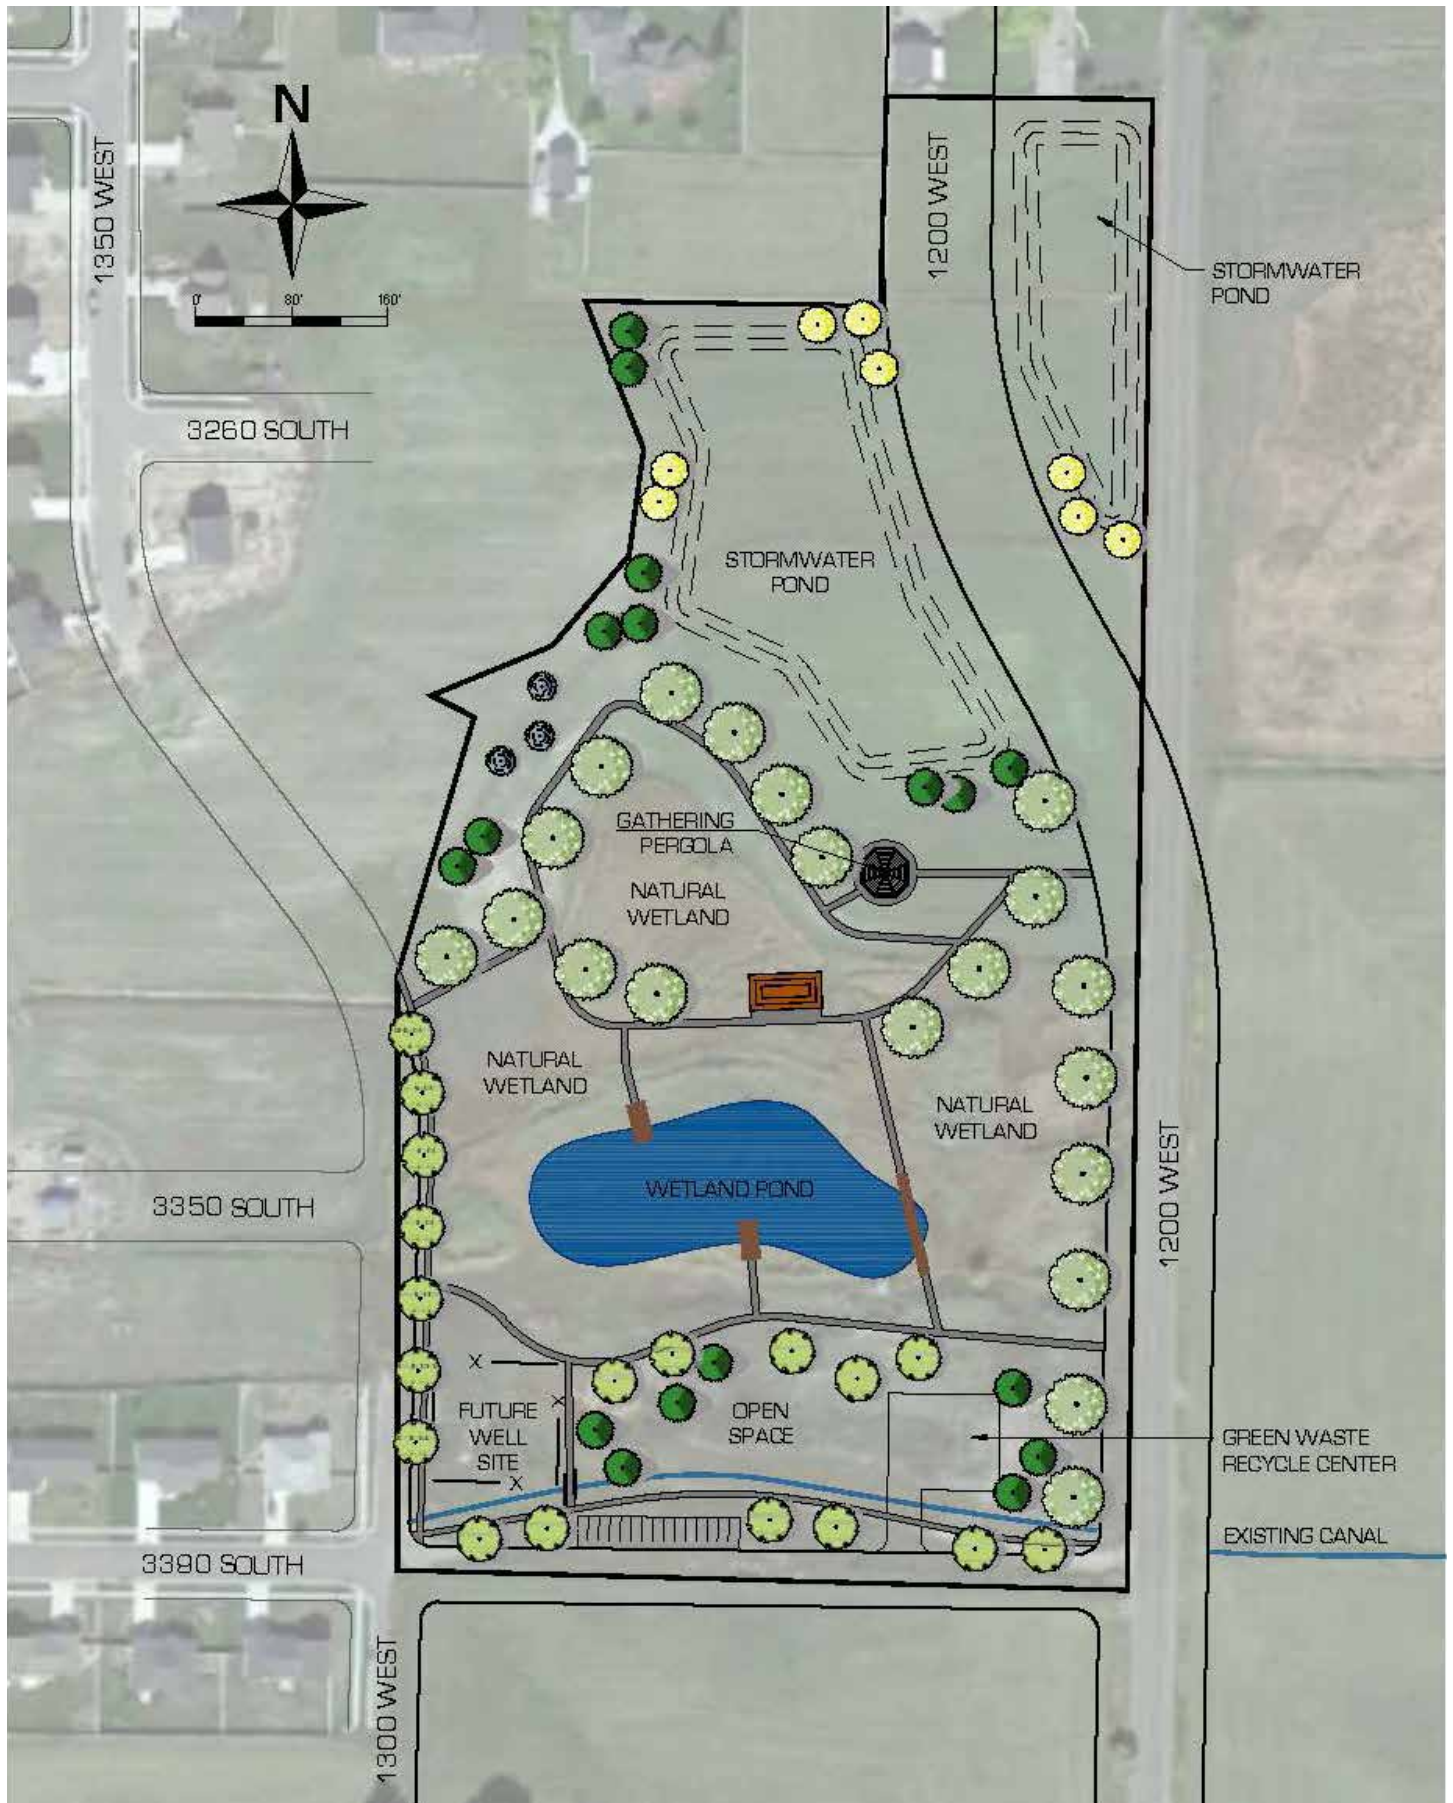 N
1350 WEST
0' 80' 160'
1200 WEST
STORMWATER
POND
3260 SOUTH
STORMWATER
POND
GATHERING
PERGOLA
NATURAL
WETLAND
NATURAL
WETLAND
NATURAL
WETLAND
WETLAND POND
3350 SOUTH
1200 WEST
X
X
FUTURE
WELL
SITE
X
OPEN
SPACE
GREEN WASTE
RECYCLE CENTER
EXISTING CANAL
3390 SOUTH
1300 WEST